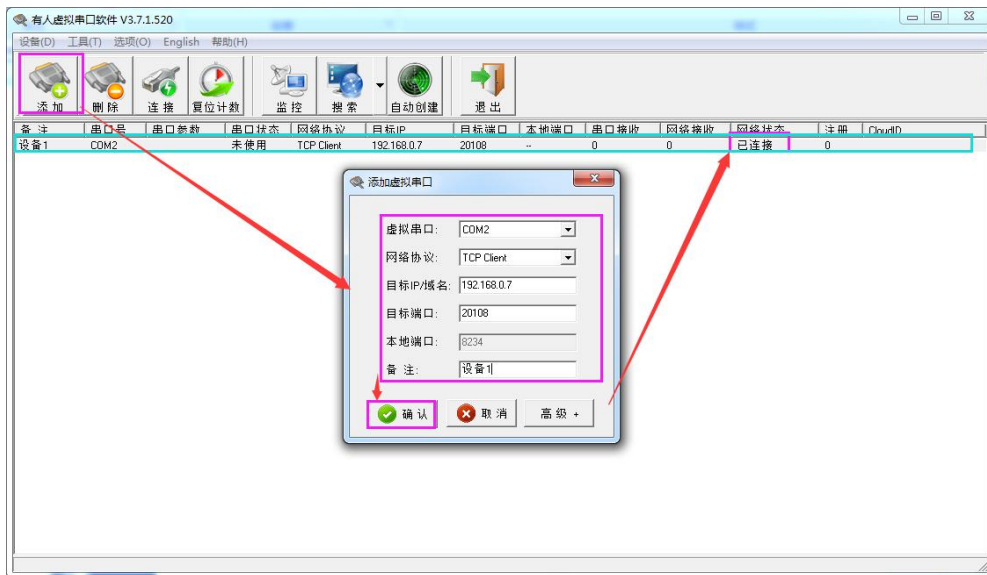 有人虚拟串口软件 V3.7.1.520
设备(D) 工具(T) 选项(O) English 帮助(H)
添加 删除 连接 复位计数 监控 搜索 自动创建 退出
备注 串口号 串口参数 串口状态 网络协议 目标IP 目标端口 本地端口 串口接收 网络接收 网络状态 注册 CloudID
设备1 COM2 未使用 TCP Client 192.168.0.7 20108 -- 0 0 已连接 0
添加虚拟串口
虚拟串口: COM2
网络协议: TCP Client
目标IP/域名: 192.168.0.7
目标端口: 20108
本地端口: 8234
备 注: 设备1
确认 取消 高级 +